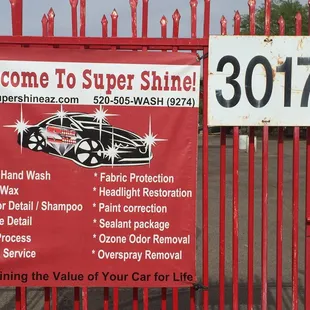 come To Super Shine!
upershineaz.com 520-505-WASH (9274)
Hand Wash
Wax
or Detail / Shampoo
e Detail
Process
Service
* Fabric Protection
* Headlight Restoration
* Paint correction
* Sealant package
* Ozone Odor Removal
* Overspray Removal
ining the Value of Your Car for Life
3017